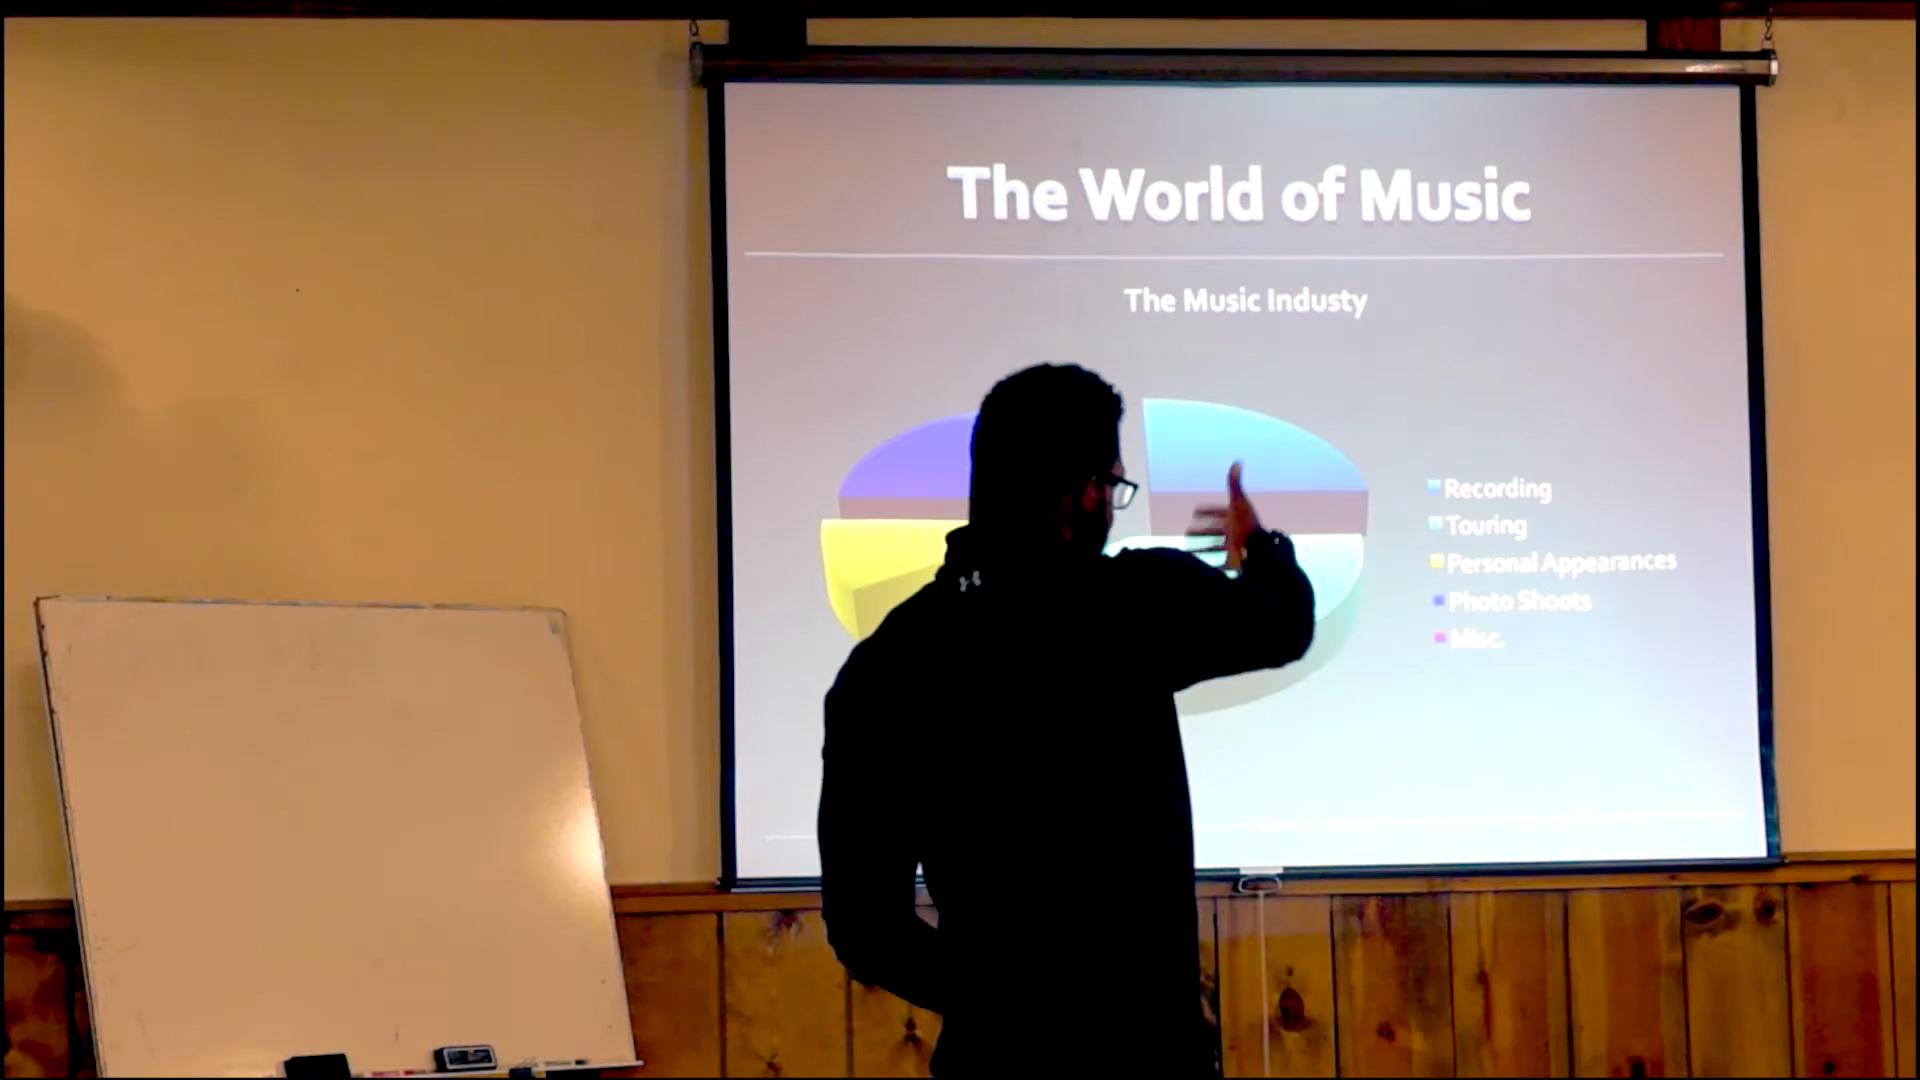 The World of Music
The Music Industy
Recording
Touring
Personal Appearances
Photo Shoots
Misc.